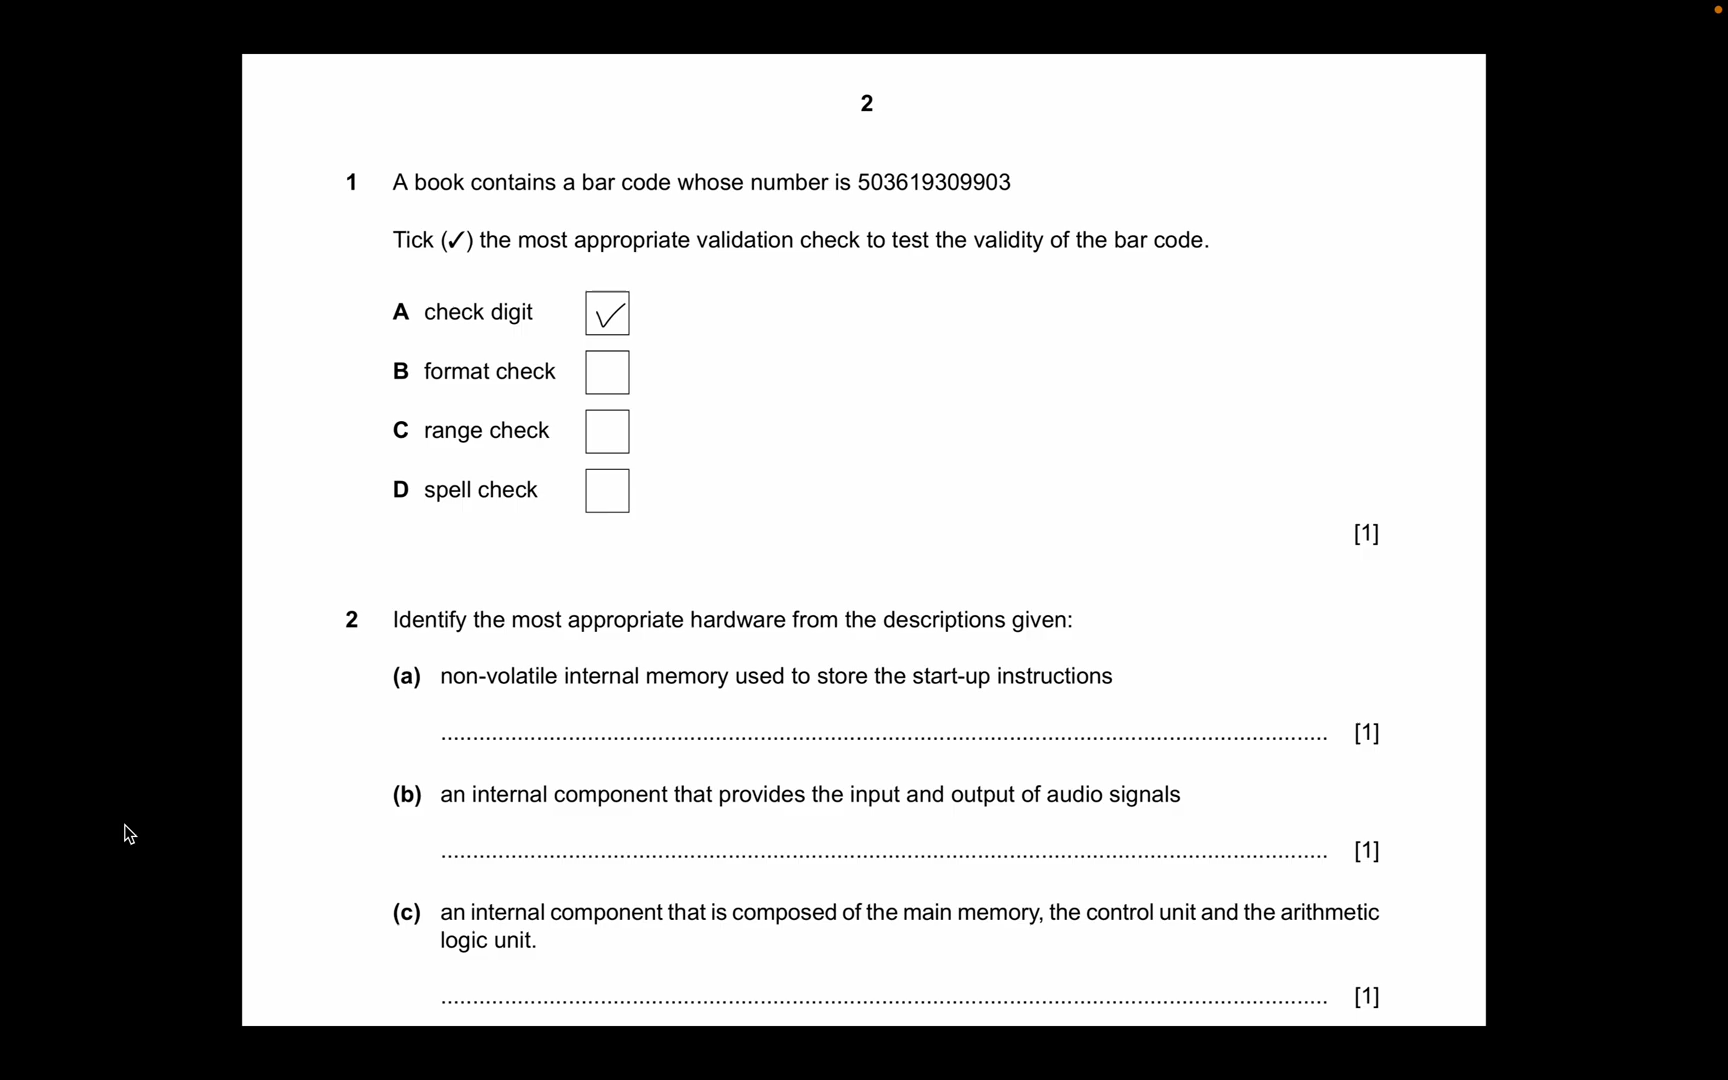 2
1 A book contains a bar code whose number is 503619309903
Tick (✓) the most appropriate validation check to test the validity of the bar code.
A check digit ✓
B format check
C range check
D spell check
[1]
2 Identify the most appropriate hardware from the descriptions given:
(a) non-volatile internal memory used to store the start-up instructions
.......................................................................................................................................... [1]
(b) an internal component that provides the input and output of audio signals
.......................................................................................................................................... [1]
(c) an internal component that is composed of the main memory, the control unit and the arithmetic
logic unit.
.......................................................................................................................................... [1]